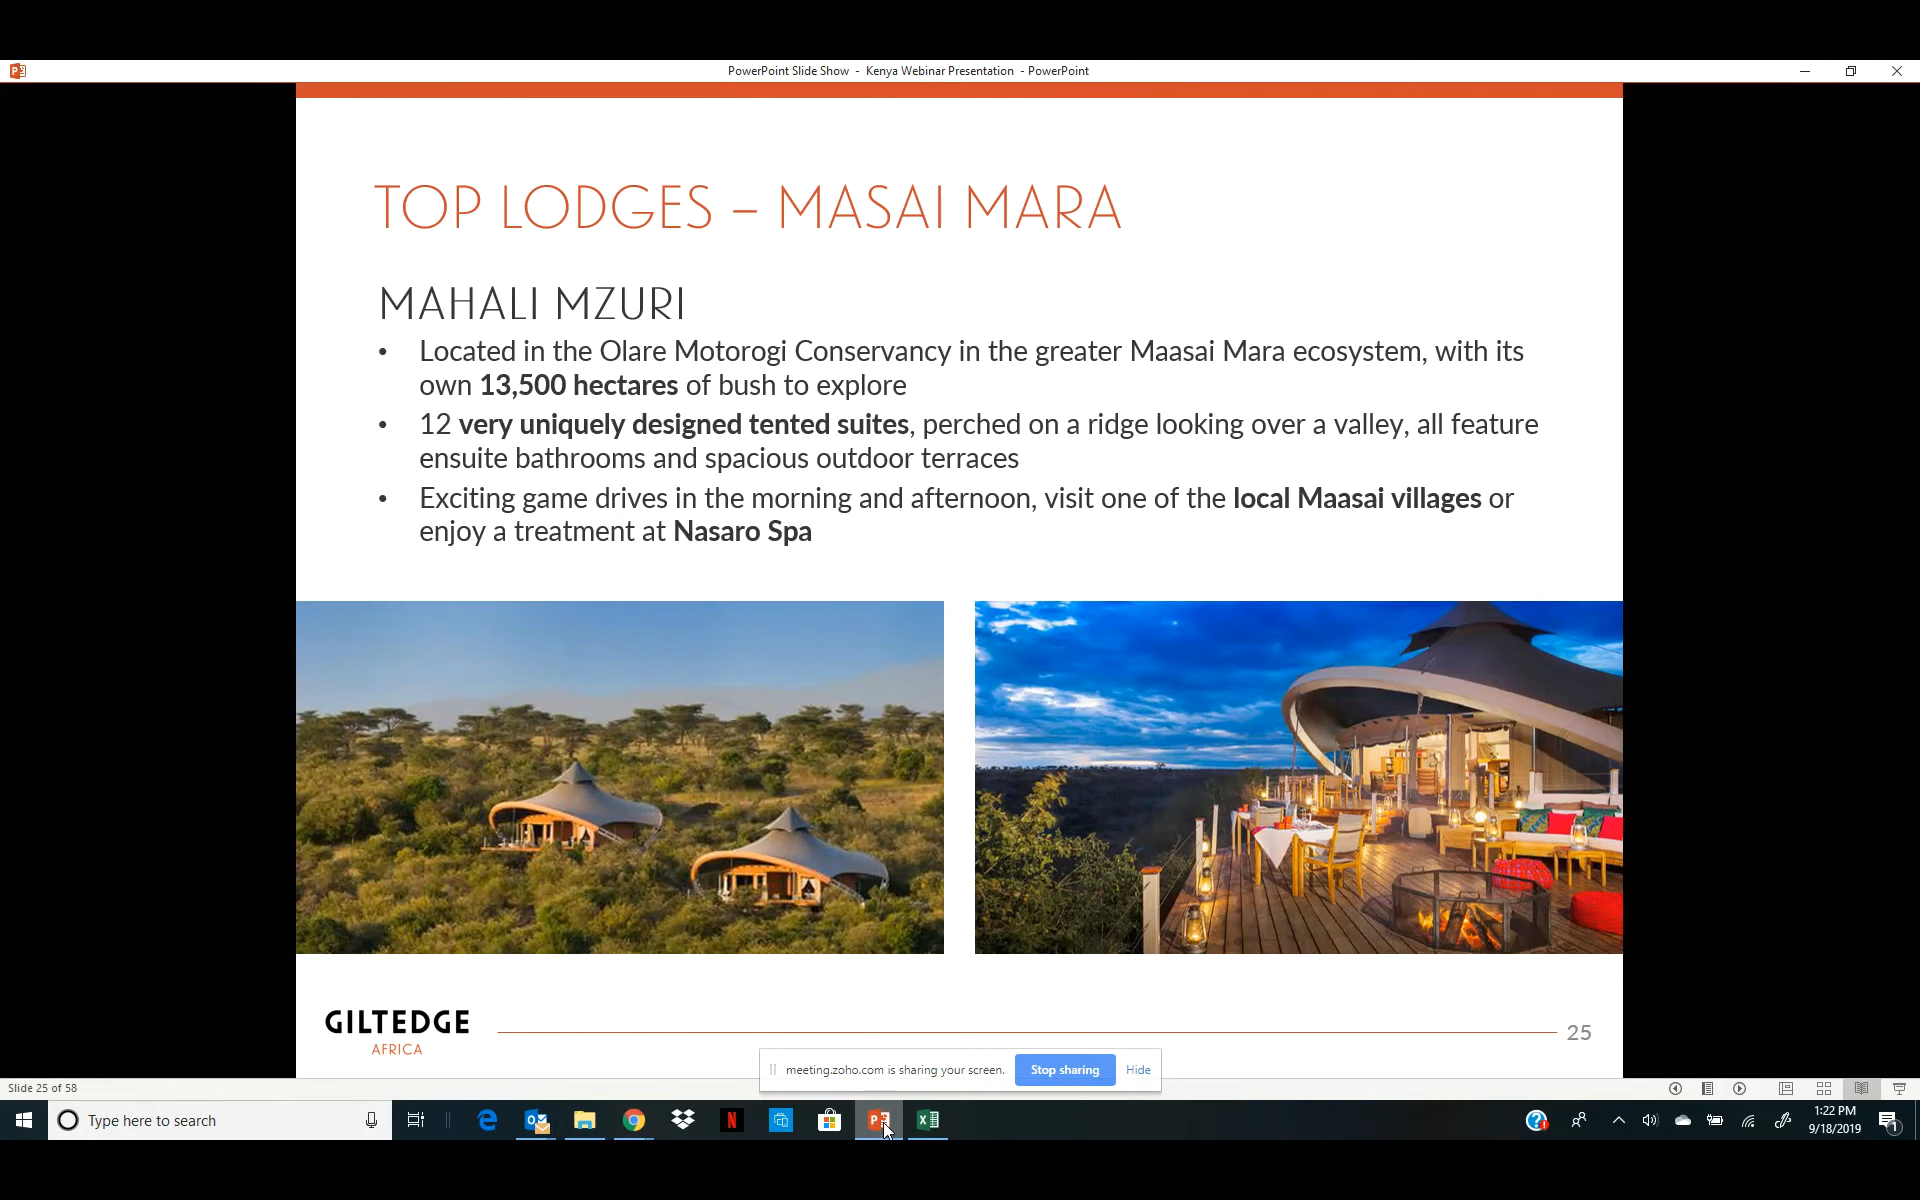 PowerPoint Slide Show - Kenya Webinar Presentation - PowerPoint
TOP LODGES – MASAI MARA
MAHALI MZURI
• Located in the Olare Motorogi Conservancy in the greater Maasai Mara ecosystem, with its
own 13,500 hectares of bush to explore
• 12 very uniquely designed tented suites, perched on a ridge looking over a valley, all feature
ensuite bathrooms and spacious outdoor terraces
• Exciting game drives in the morning and afternoon, visit one of the local Maasai villages or
enjoy a treatment at Nasaro Spa
GILTEDGE
AFRICA
25
meeting.zoho.com is sharing your screen.
Stop sharing
Hide
Slide 25 of 58
Type here to search
1:22 PM
9/18/2019
1